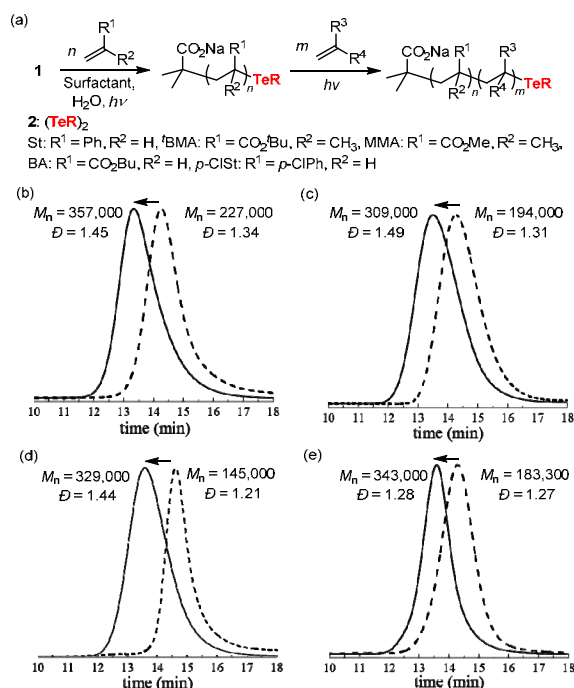 (a)
n R¹ R² m R³ R⁴
1 Surfactant, H₂O, hν CO₂Na R¹ R² n TeR hν CO₂Na R¹ R³ R² n R⁴ m TeR
2: (TeR)₂
St: R¹ = Ph, R² = H, ᵗBMA: R¹ = CO₂ᵗBu, R² = CH₃, MMA: R¹ = CO₂Me, R² = CH₃,
BA: R¹ = CO₂Bu, R² = H, p-ClSt: R¹ = p-ClPh, R² = H
(b)
Mn = 357,000 Mn = 227,000
Đ = 1.45 Đ = 1.34
10 11 12 13 14 15 16 17 18
time (min)
(c)
Mn = 309,000 Mn = 194,000
Đ = 1.49 Đ = 1.31
10 11 12 13 14 15 16 17 18
time (min)
(d)
Mn = 329,000 Mn = 145,000
Đ = 1.44 Đ = 1.21
10 11 12 13 14 15 16 17 18
time (min)
(e)
Mn = 343,000 Mn = 183,300
Đ = 1.28 Đ = 1.27
10 11 12 13 14 15 16 17 18
time (min)